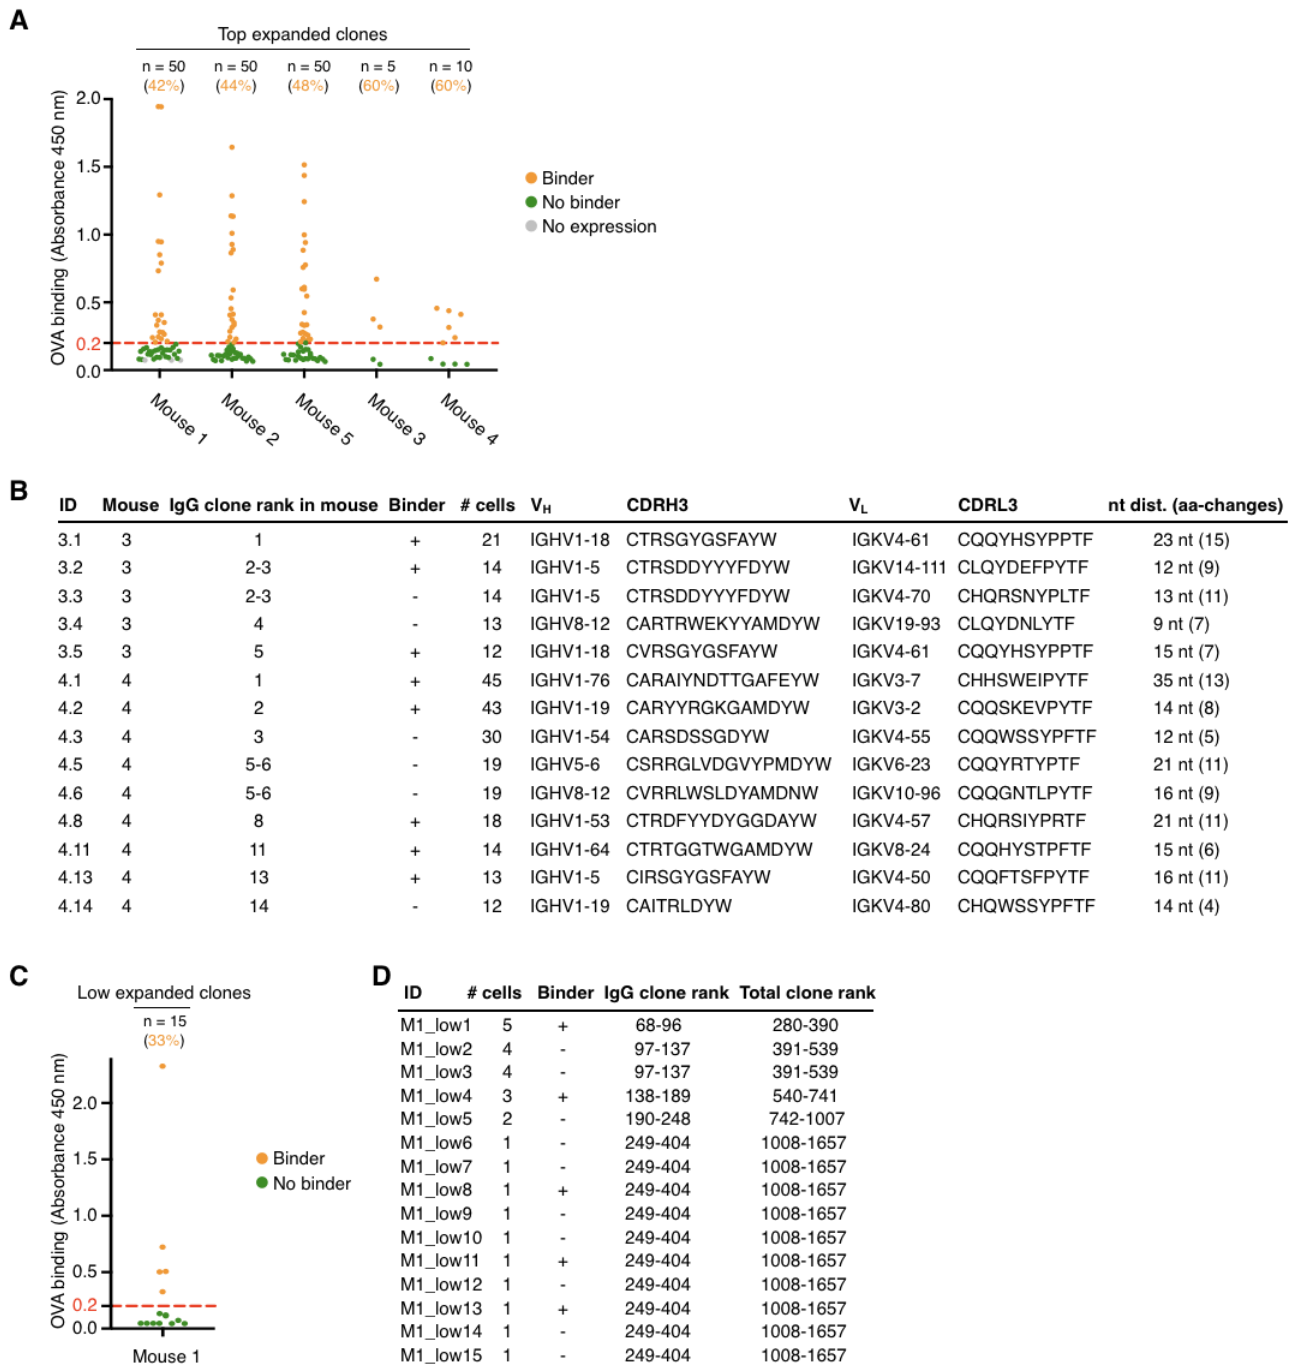 A
Top expanded clones
n = 50 n = 50 n = 50 n = 5 n = 10
(42%) (44%) (48%) (60%) (60%)
OVA binding (Absorbance 450 nm)
2.0
1.5
1.0
0.5
0.2
0.0
Binder
No binder
No expression
Mouse 1 Mouse 2 Mouse 5 Mouse 3 Mouse 4
B
ID Mouse IgG clone rank in mouse Binder # cells VH CDRH3 VL CDRL3 nt dist. (aa-changes)
3.1 3 1 + 21 IGHV1-18 CTRSGYGSFAYW IGKV4-61 CQQYHSYPPTF 23 nt (15)
3.2 3 2-3 + 14 IGHV1-5 CTRSDDYYYFDYW IGKV14-111 CLQYDEFPYTF 12 nt (9)
3.3 3 2-3 - 14 IGHV1-5 CTRSDDYYYFDYW IGKV4-70 CHQRSNYPLTF 13 nt (11)
3.4 3 4 - 13 IGHV8-12 CARTRWEKYYAMDYW IGKV19-93 CLQYDNLYTF 9 nt (7)
3.5 3 5 + 12 IGHV1-18 CVRSGYGSFAYW IGKV4-61 CQQYHSYPPTF 15 nt (7)
4.1 4 1 + 45 IGHV1-76 CARAIYNDTTGAFEYW IGKV3-7 CHHSWEIPYTF 35 nt (13)
4.2 4 2 + 43 IGHV1-19 CARYYRGKGAMDYW IGKV3-2 CQQSKEVPYTF 14 nt (8)
4.3 4 3 - 30 IGHV1-54 CARSDSSGDYW IGKV4-55 CQQWSSYPFTF 12 nt (5)
4.5 4 5-6 - 19 IGHV5-6 CSRRGLVDGVYPMDYW IGKV6-23 CQQYRTYPTF 21 nt (11)
4.6 4 5-6 - 19 IGHV8-12 CVRRLWSLDYAMDNW IGKV10-96 CQQGNTLPYTF 16 nt (9)
4.8 4 8 + 18 IGHV1-53 CTRDFYYDYGGDAYW IGKV4-57 CHQRSIYPRTF 21 nt (11)
4.11 4 11 + 14 IGHV1-64 CTRTGGTWGAMDYW IGKV8-24 CQQHYSTPFTF 15 nt (6)
4.13 4 13 + 13 IGHV1-5 CIRSGYGSFAYW IGKV4-50 CQQFTSFPYTF 16 nt (11)
4.14 4 14 - 12 IGHV1-19 CAITRLDYW IGKV4-80 CHQWSSYPFTF 14 nt (4)
C
Low expanded clones
n = 15
(33%)
OVA binding (Absorbance 450 nm)
2.0
1.5
1.0
0.5
0.2
0.0
Binder
No binder
Mouse 1
D
ID # cells Binder IgG clone rank Total clone rank
M1_low1 5 + 68-96 280-390
M1_low2 4 - 97-137 391-539
M1_low3 4 - 97-137 391-539
M1_low4 3 + 138-189 540-741
M1_low5 2 - 190-248 742-1007
M1_low6 1 - 249-404 1008-1657
M1_low7 1 - 249-404 1008-1657
M1_low8 1 + 249-404 1008-1657
M1_low9 1 - 249-404 1008-1657
M1_low10 1 - 249-404 1008-1657
M1_low11 1 + 249-404 1008-1657
M1_low12 1 - 249-404 1008-1657
M1_low13 1 + 249-404 1008-1657
M1_low14 1 - 249-404 1008-1657
M1_low15 1 - 249-404 1008-1657